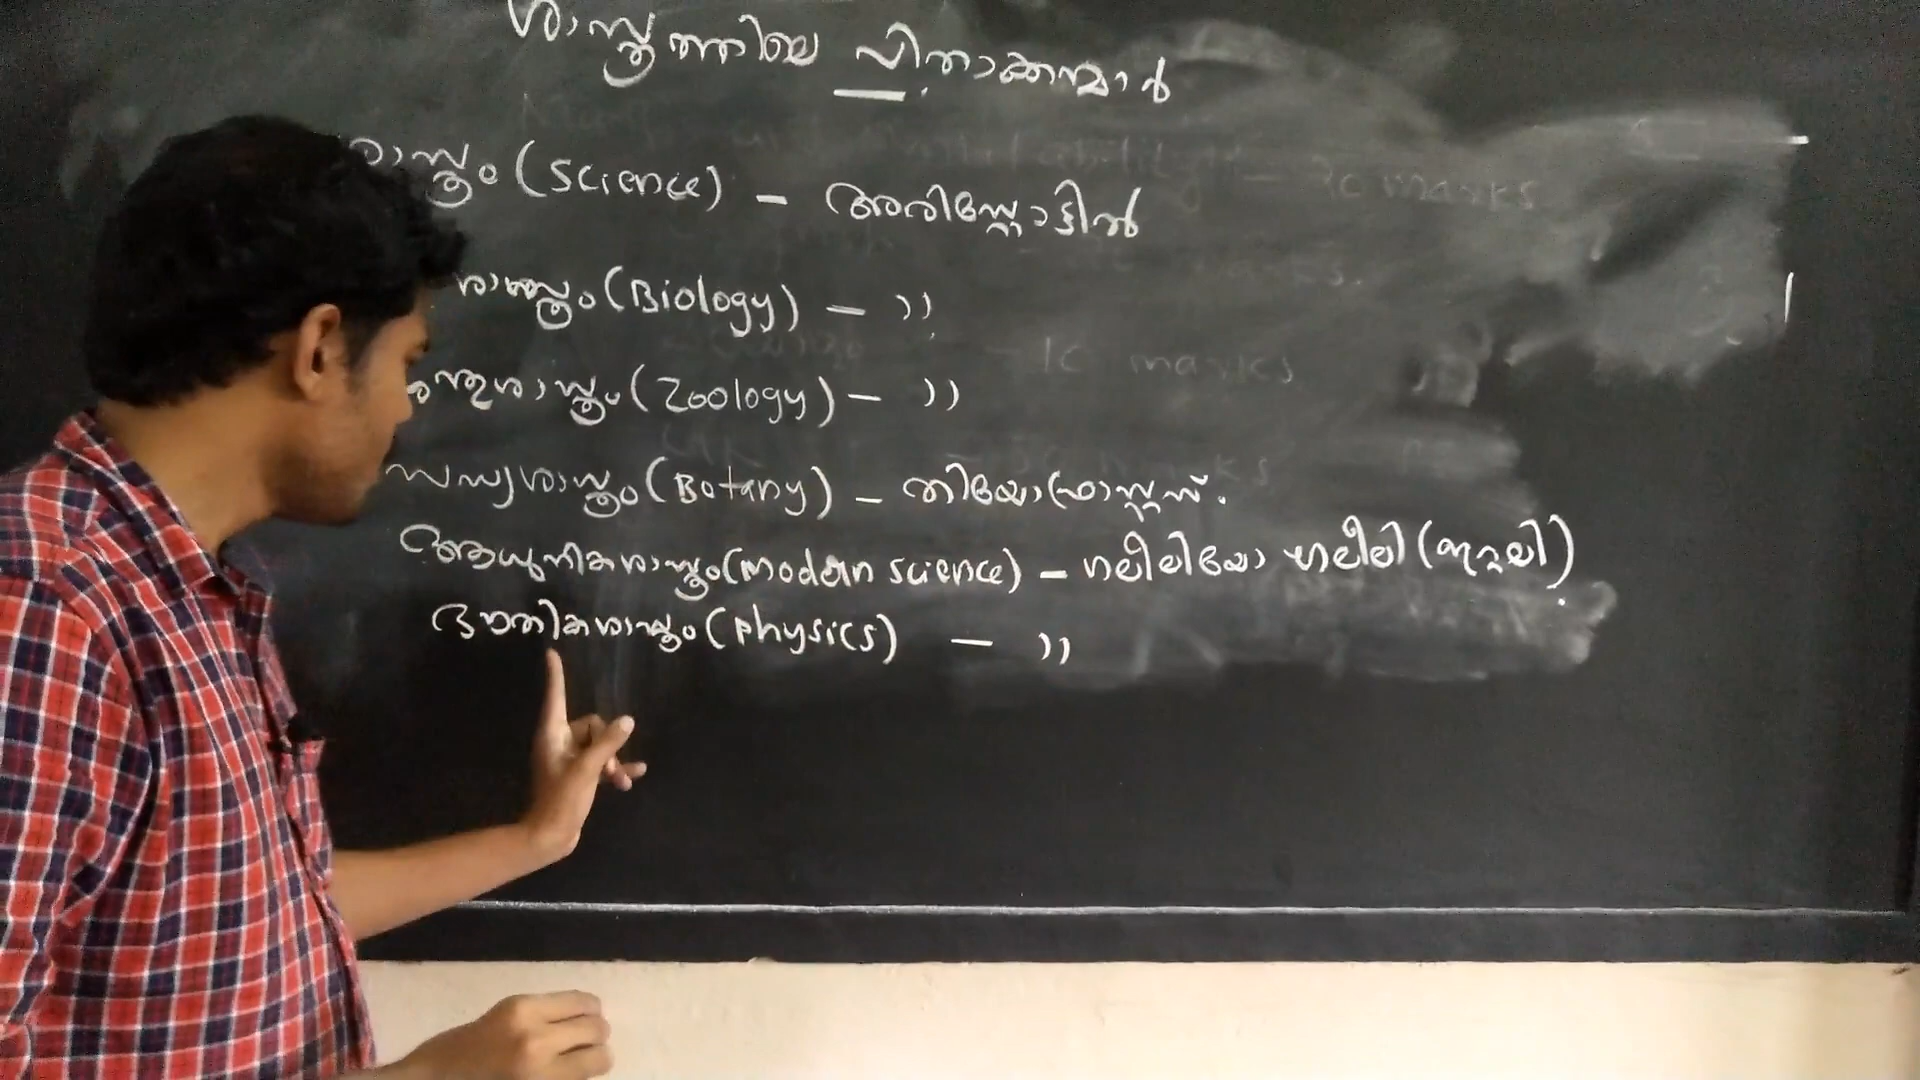 ശാസ്ത്രത്തിലെ പിതാക്കന്മാർ
ശാസ്ത്രം (Science) - അരിസ്റ്റോട്ടിൽ
ശാസ്ത്രം (Biology) - ,,
ജന്തുശാസ്ത്രം (Zoology) - ,,
സസ്യശാസ്ത്രം (Botany) - തിയോഫ്രാസ്റ്റസ്.
ആധുനികശാസ്ത്രം (modern science) - ഗലീലിയോ ഗലീലി (ഇറ്റലി)
ഭൗതികശാസ്ത്രം (physics) - ,,